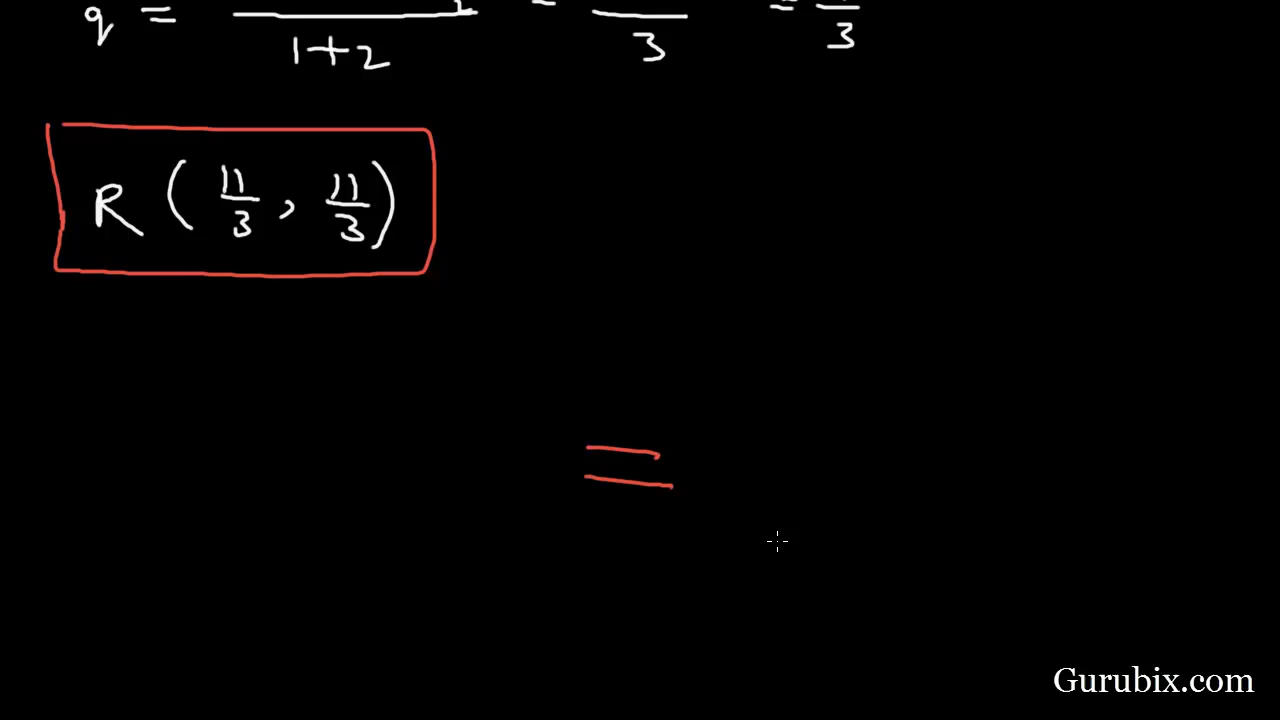 q = 1+2 = 3 = 3
R ( 11/3 , 11/3 )
=
Gurubix.com